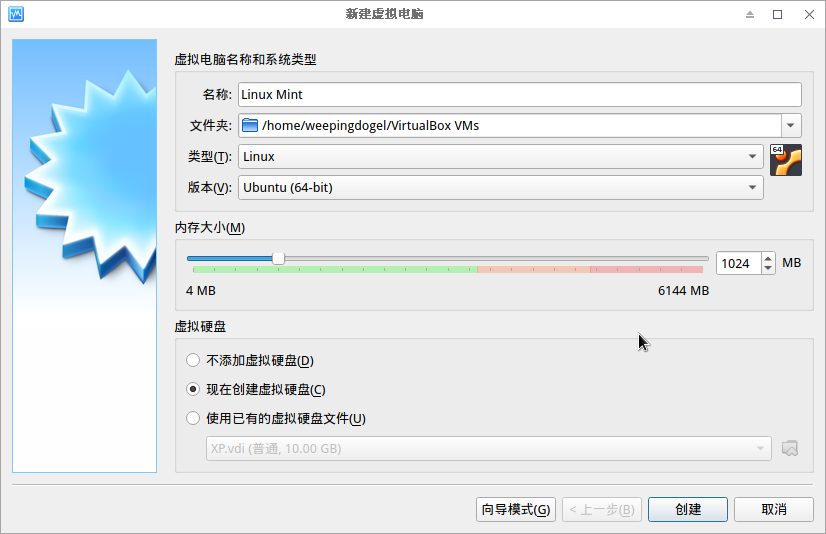 新建虚拟电脑
虚拟电脑名称和系统类型
名称: Linux Mint
文件夹: /home/weepingdogel/VirtualBox VMs
类型(T): Linux
64
版本(V): Ubuntu (64-bit)
内存大小(M)
1024 MB
4 MB 6144 MB
虚拟硬盘
不添加虚拟硬盘(D)
现在创建虚拟硬盘(C)
使用已有的虚拟硬盘文件(U)
XP.vdi (普通, 10.00 GB)
向导模式(G) < 上一步(B) 创建 取消